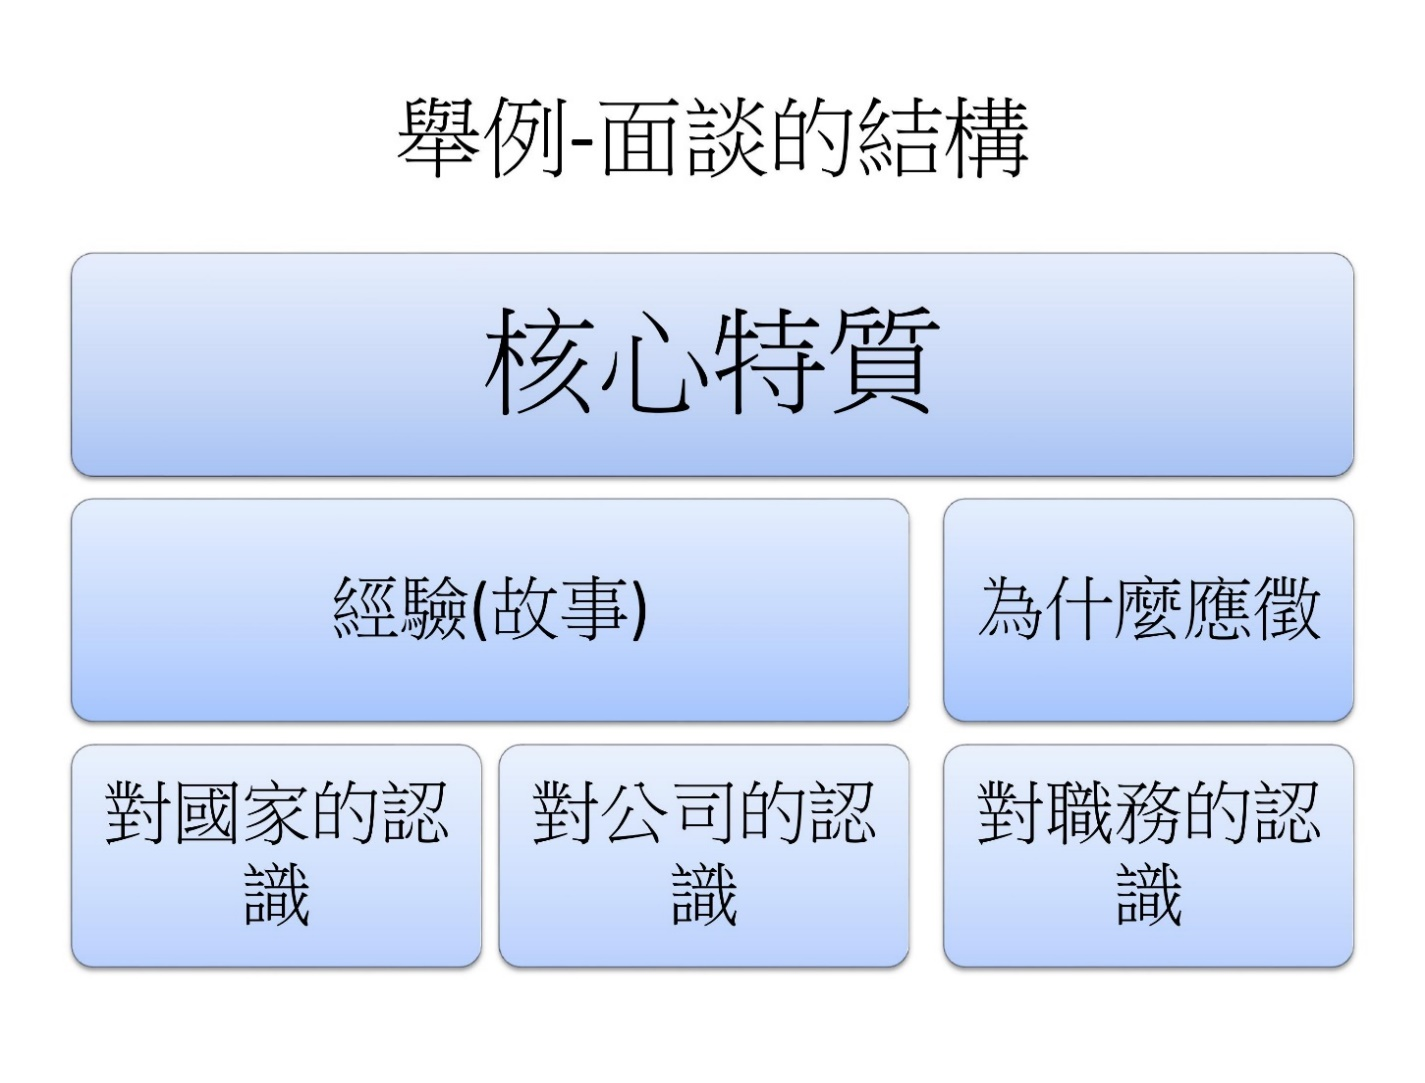 舉例-面談的結構
核心特質
經驗(故事)
為什麼應徵
對國家的認
識
對公司的認
識
對職務的認
識